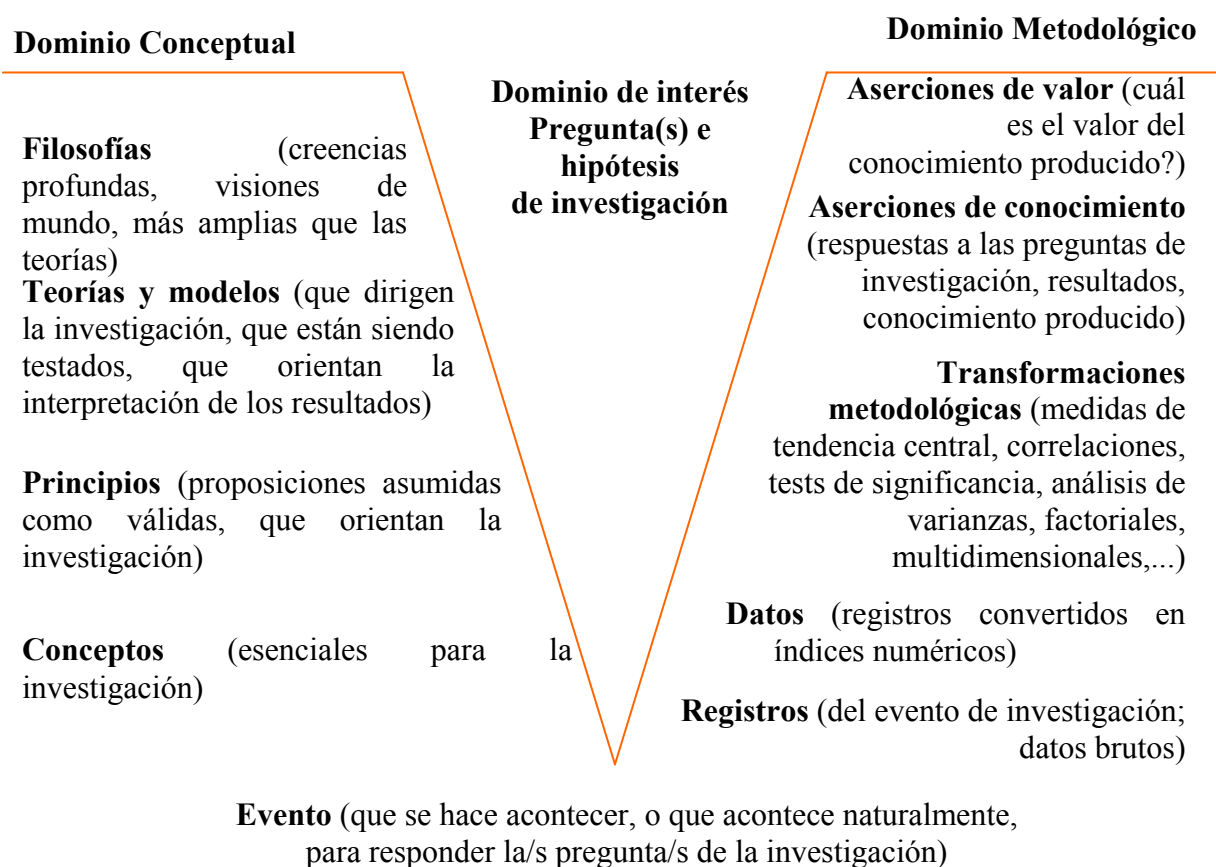 Dominio Conceptual
Filosofías (creencias
profundas, visiones de
mundo, más amplias que las
teorías)
Teorías y modelos (que dirigen
la investigación, que están siendo
testados, que orientan la
interpretación de los resultados)
Principios (proposiciones asumidas
como válidas, que orientan la
investigación)
Conceptos (esenciales para la
investigación)
Dominio de interés
Pregunta(s) e
hipótesis
de investigación
Dominio Metodológico
Aserciones de valor (cuál
es el valor del
conocimiento producido?)
Aserciones de conocimiento
(respuestas a las preguntas de
investigación, resultados,
conocimiento producido)
Transformaciones
metodológicas (medidas de
tendencia central, correlaciones,
tests de significancia, análisis de
varianzas, factoriales,
multidimensionales,...)
Datos (registros convertidos en
índices numéricos)
Registros (del evento de investigación;
datos brutos)
Evento (que se hace acontecer, o que acontece naturalmente,
para responder la/s pregunta/s de la investigación)